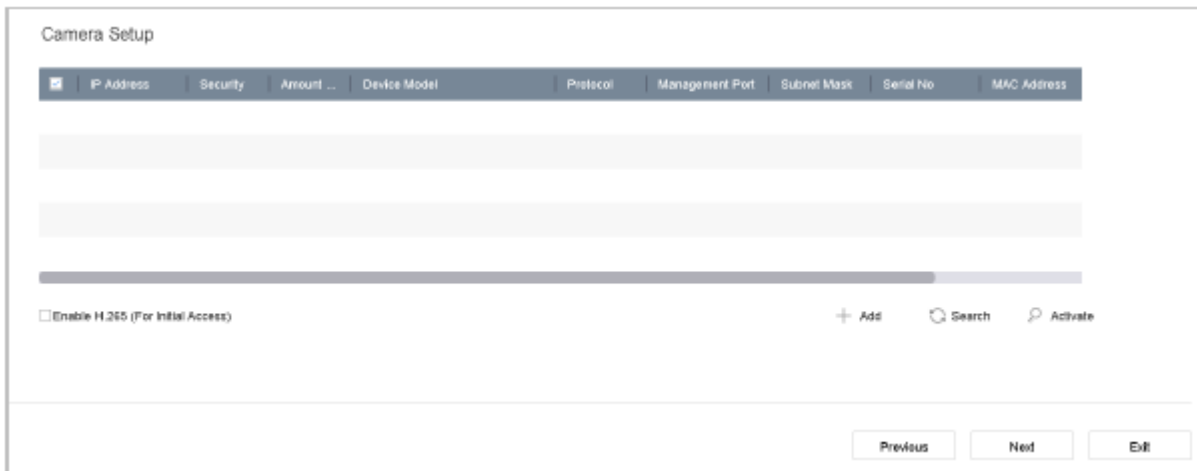 Camera Setup
IP Address Security Amount ... Device Model Protocol Management Port Subnet Mask Serial No MAC Address
Enable H.265 (For Initial Access)
Add Search Activate
Previous Next Exit